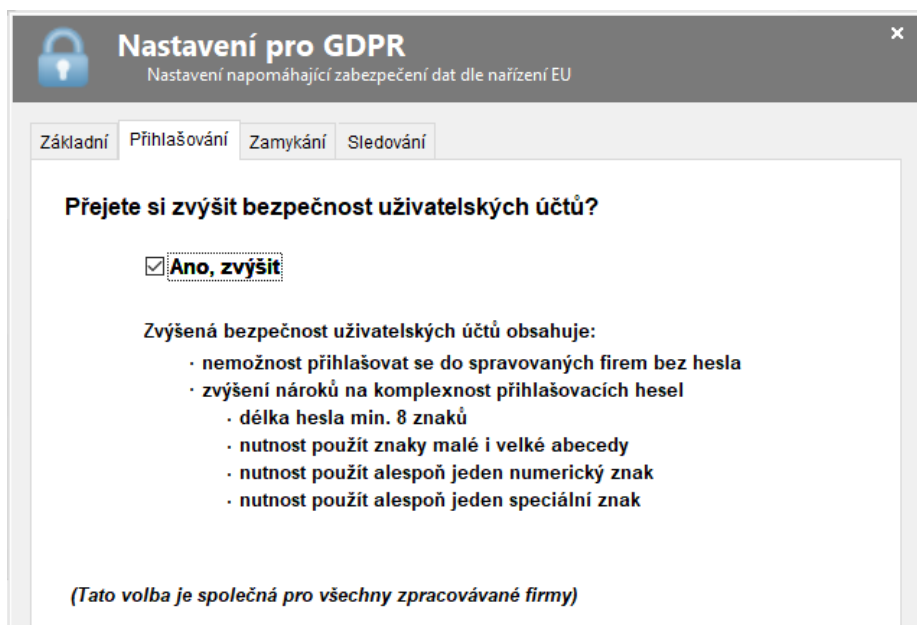 Nastavení pro GDPR
Nastavení napomáhající zabezpečení dat dle nařízení EU
Základní Přihlašování Zamykání Sledování
Přejete si zvýšit bezpečnost uživatelských účtů?
Ano, zvýšit
Zvýšená bezpečnost uživatelských účtů obsahuje:
· nemožnost přihlašovat se do spravovaných firem bez hesla
· zvýšení nároků na komplexnost přihlašovacích hesel
· délka hesla min. 8 znaků
· nutnost použít znaky malé i velké abecedy
· nutnost použít alespoň jeden numerický znak
· nutnost použít alespoň jeden speciální znak
(Tato volba je společná pro všechny zpracovávané firmy)